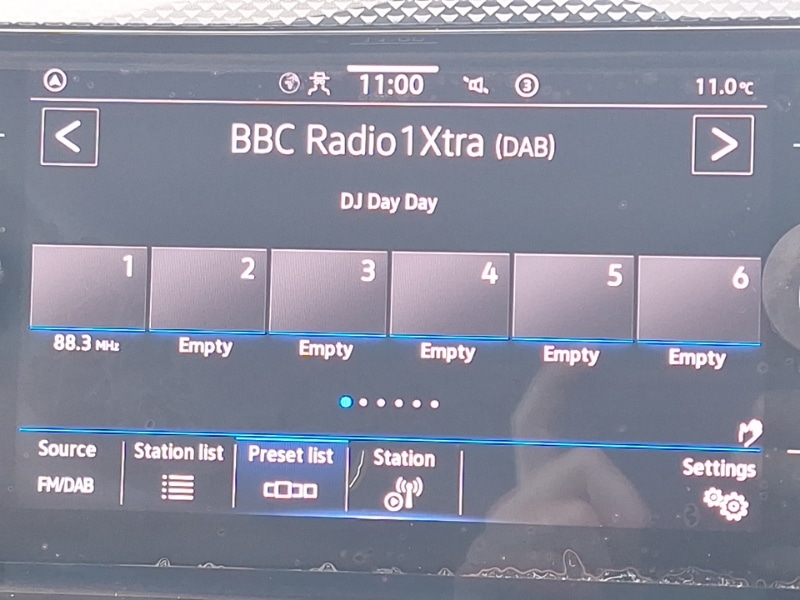 11:00
3
11.0°C
< BBC Radio 1Xtra (DAB) >
DJ Day Day
1 2 3 4 5 6
88.3 MHz Empty Empty Empty Empty Empty
Source Station list Preset list Station Settings
FM/DAB